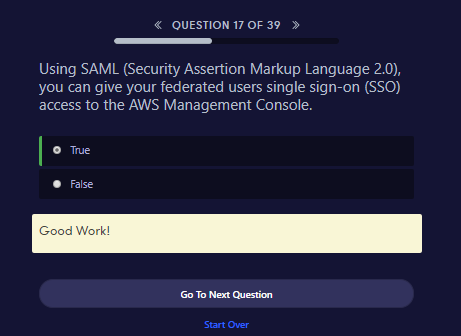 « QUESTION 17 OF 39 »
Using SAML (Security Assertion Markup Language 2.0),
you can give your federated users single sign-on (SSO)
access to the AWS Management Console.
True
False
Good Work!
Go To Next Question
Start Over